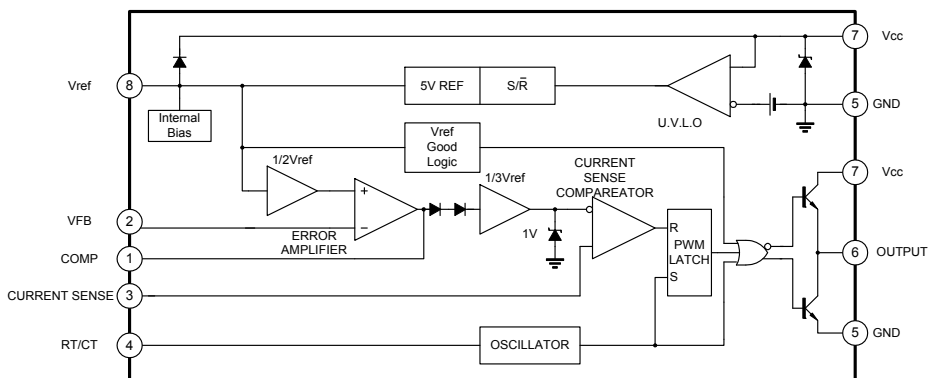 7
Vcc
Vref
8
5V REF
S/R̅
5
GND
Internal
Bias
U.V.L.O
Vref
Good
Logic
1/2Vref
1/3Vref
CURRENT
SENSE
COMPAREATOR
7
Vcc
+
−
VFB
2
ERROR
AMPLIFIER
1V
R
PWM
LATCH
S
6
OUTPUT
COMP
1
CURRENT SENSE
3
5
GND
RT/CT
4
OSCILLATOR